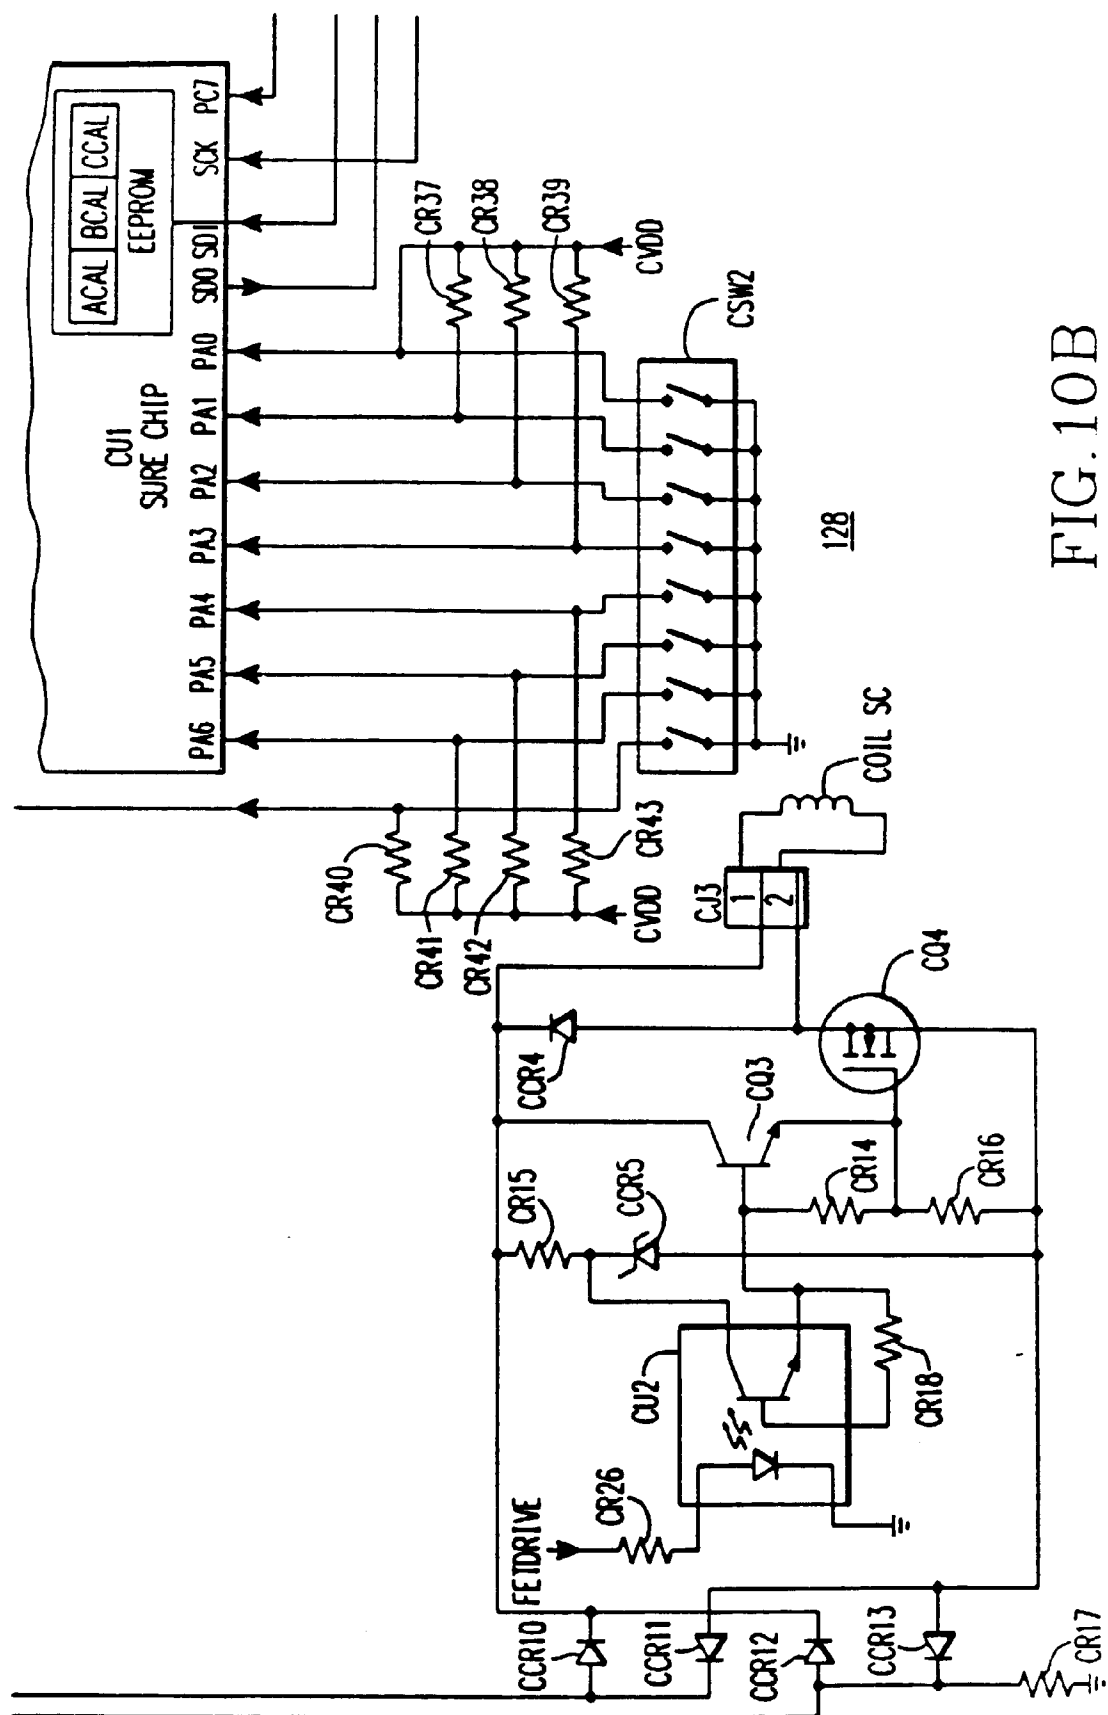 ACAL BCAL CCAL
EEPROM
CU1
SURE CHIP
PA6 PA5 PA4 PA3 PA2 PA1 PA0 SDO SDI SCK PC7
CR37
CR38
CR39
CVDD
CR40
CR41
CR42
CR43
CVDD
CSW2
128
CJ3
1
2
COIL SC
CCR4
CQ3
CQ4
CR15
CCR5
CR14
CR16
CU2
CR18
FETDRIVE
CR26
CCR10
CCR11
CCR12
CCR13
CR17
FIG. 10B